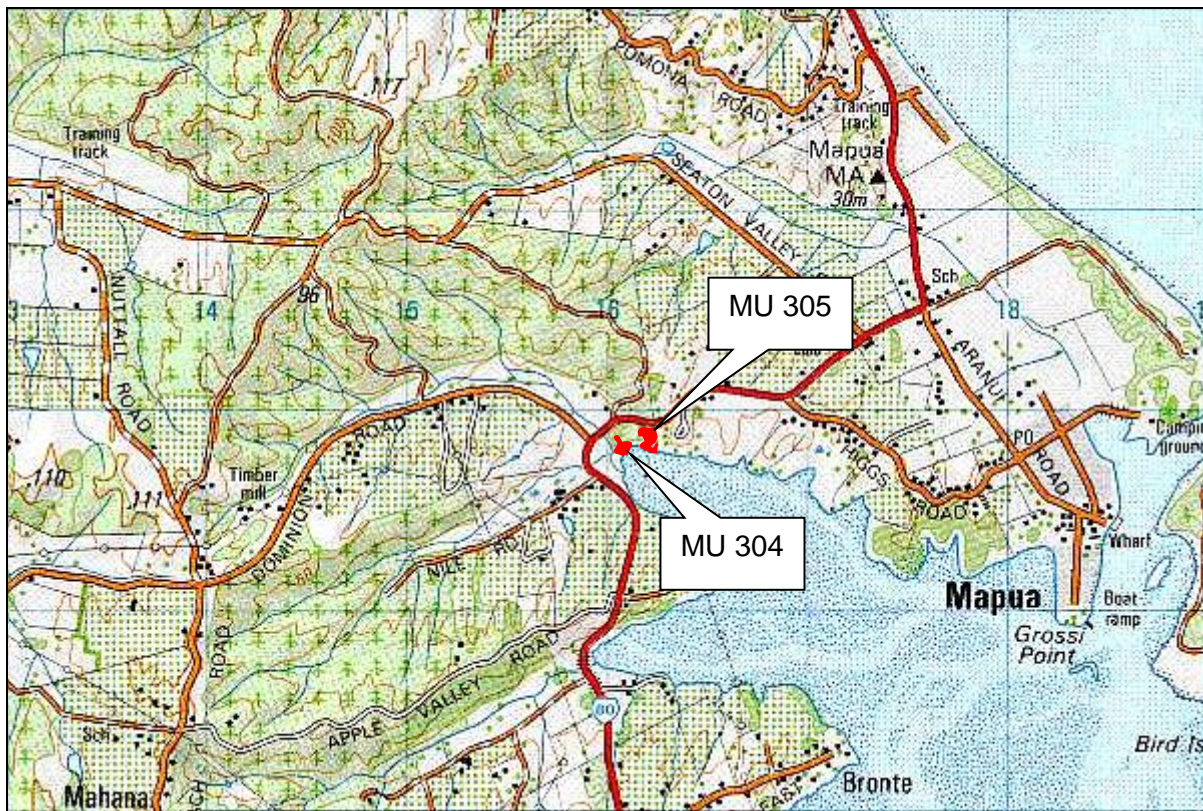 POMONA
ROAD
117
Training
track
Training
track
Mapua
MA
30m
SEATON VALLEY
NUTTALL
ROAD
14
15
16
18
96
Sch
MU 305
ARANUI
ROAD
PO
Camping
ground
HIGGS
ROAD
110
111
Timber
mill
DOMINION
ROAD
MU 304
NILE RD
Wharf
Mapua
Boat
ramp
Grossi
Point
ROAD
APPLE VALLEY ROAD
60
Sch
Mahana
Bronte
EAST
Bird Is